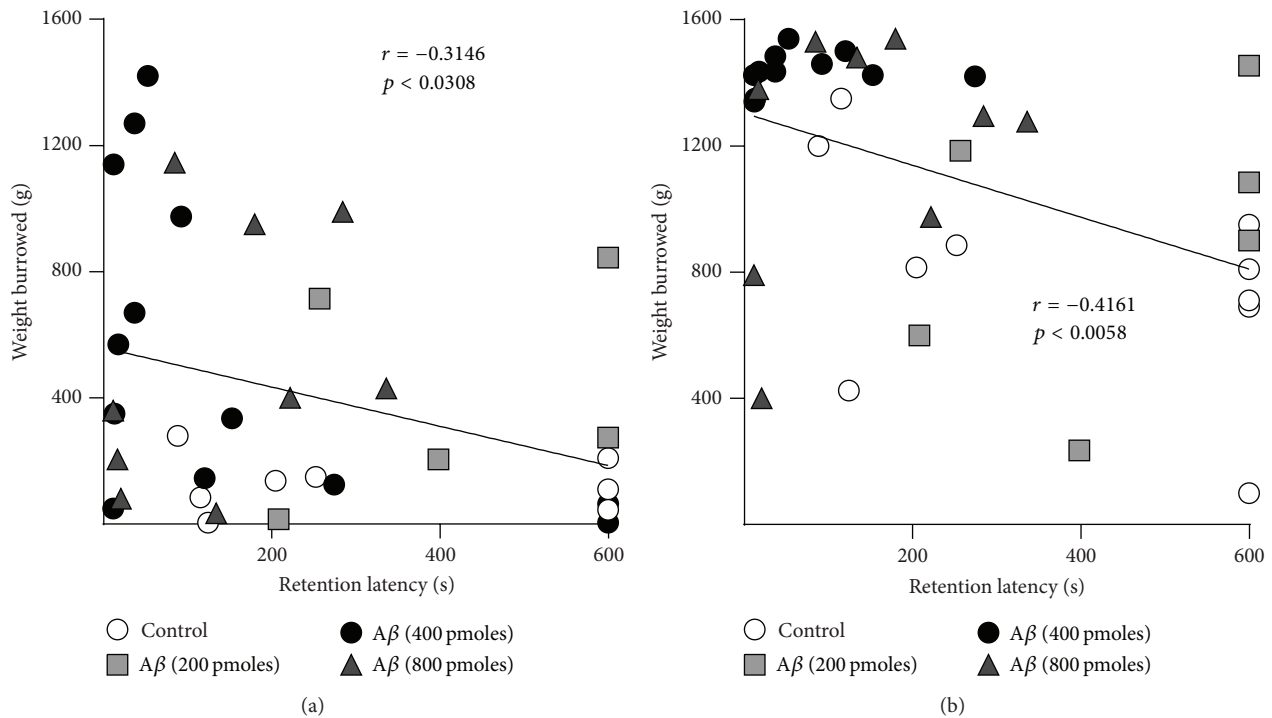 1600
1200
800
400
Weight burrowed (g)
r = −0.3146
p < 0.0308
200
400
600
Retention latency (s)
Control
Aβ (400 pmoles)
Aβ (200 pmoles)
Aβ (800 pmoles)
(a)
1600
1200
800
400
Weight burrowed (g)
r = −0.4161
p < 0.0058
200
400
600
Retention latency (s)
Control
Aβ (400 pmoles)
Aβ (200 pmoles)
Aβ (800 pmoles)
(b)